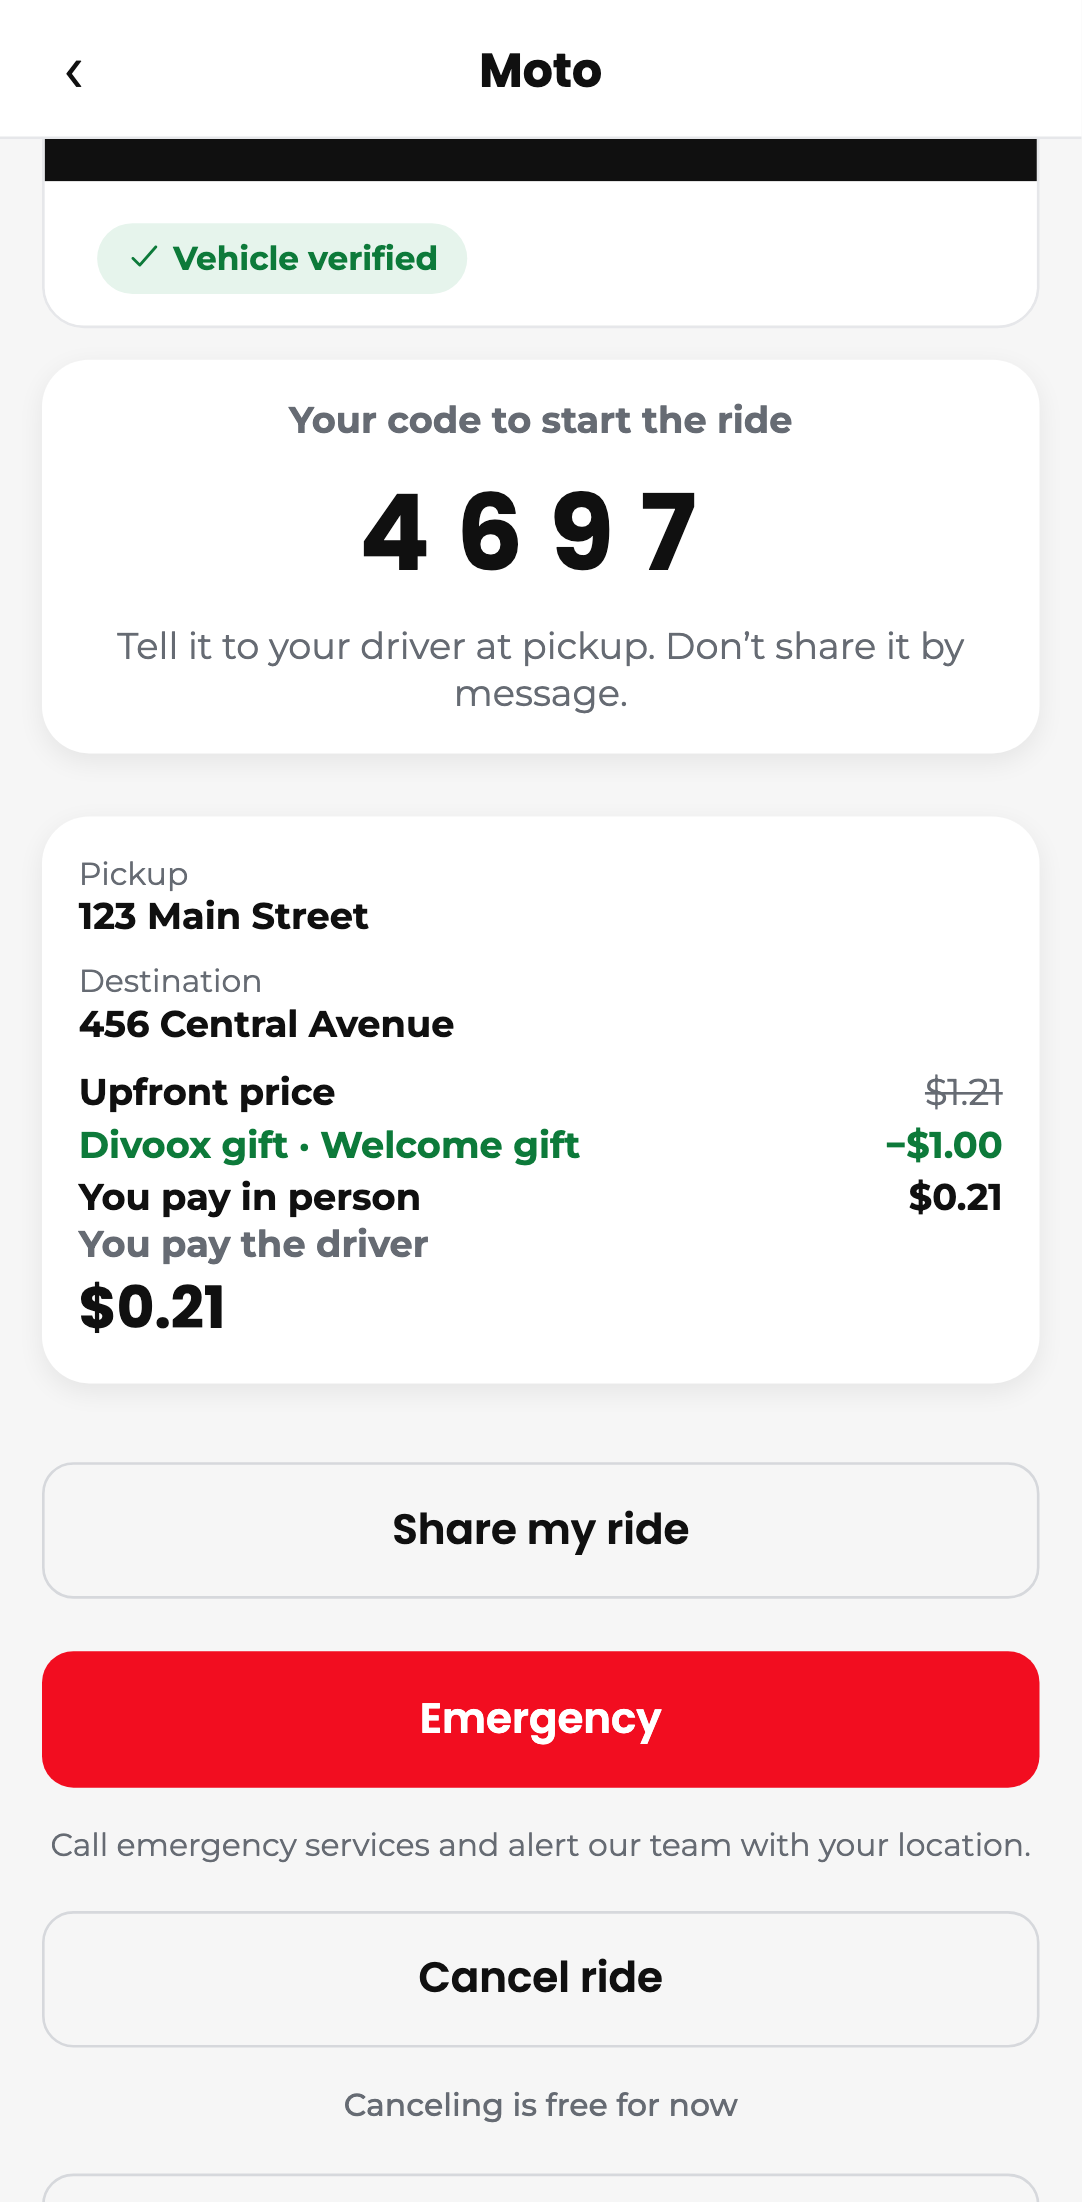 Moto
Vehicle verified
Your code to start the ride
4 6 9 7
Tell it to your driver at pickup. Don’t share it by
message.
Pickup
123 Main Street
Destination
456 Central Avenue
Upfront price $1.21
Divoox gift · Welcome gift −$1.00
You pay in person $0.21
You pay the driver
$0.21
Share my ride
Emergency
Call emergency services and alert our team with your location.
Cancel ride
Canceling is free for now